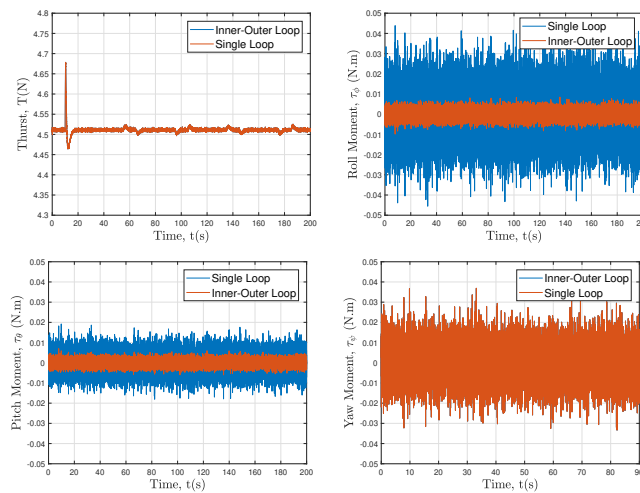 4.8
4.75
4.7
4.65
4.6
4.55
4.5
4.45
4.4
4.35
4.3
Thurst, T(N)
Inner-Outer Loop
Single Loop
0 20 40 60 80 100 120 140 160 180 200
Time, t(s)
0.05
0.04
0.03
0.02
0.01
0
-0.01
-0.02
-0.03
-0.04
-0.05
Roll Moment, τϕ (N.m)
Single Loop
Inner-Outer Loop
0 20 40 60 80 100 120 140 160 180
Time, t(s)
0.05
0.04
0.03
0.02
0.01
0
-0.01
-0.02
-0.03
-0.04
-0.05
Pitch Moment, τθ (N.m)
Single Loop
Inner-Outer Loop
0 20 40 60 80 100 120 140 160 180 200
Time, t(s)
0.05
0.04
0.03
0.02
0.01
0
-0.01
-0.02
-0.03
-0.04
-0.05
Yaw Moment, τψ (N.m)
Inner-Outer Loop
Single Loop
0 10 20 30 40 50 60 70 80 90
Time, t(s)